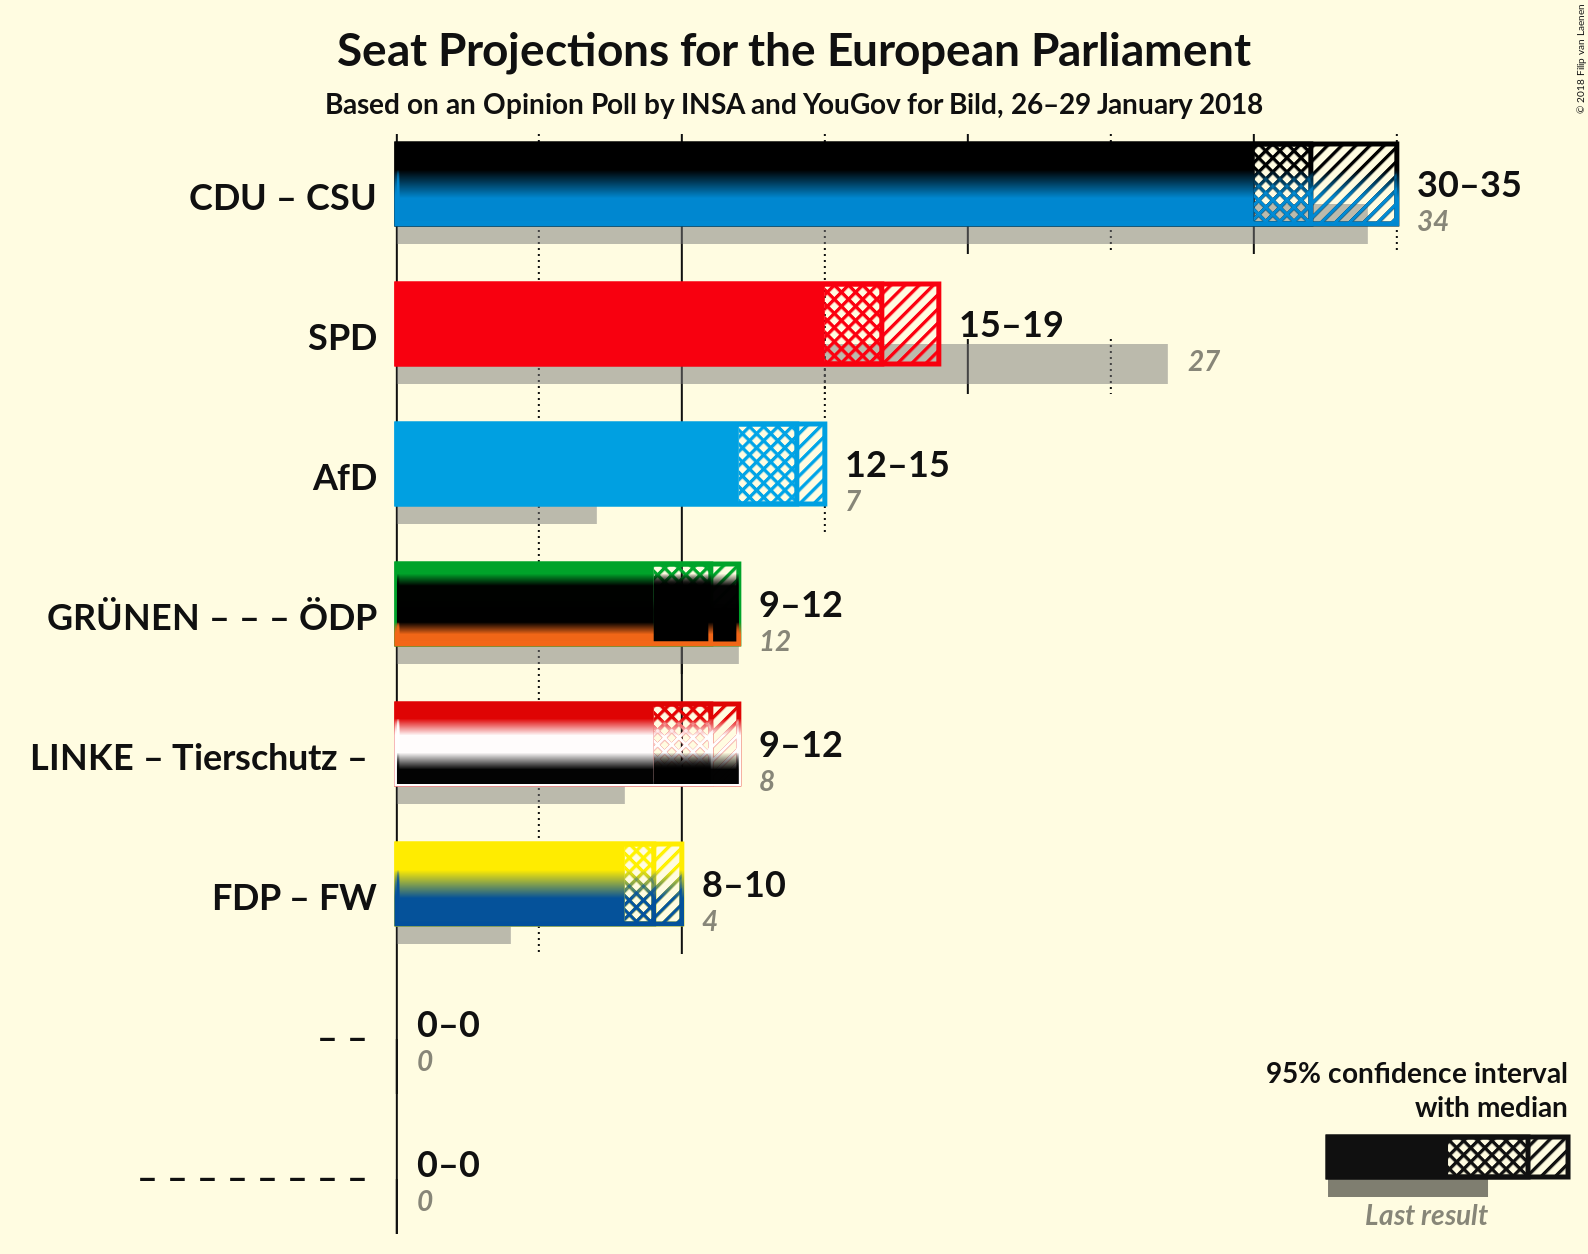 Seat Projections for the European Parliament
Based on an Opinion Poll by INSA and YouGov for Bild, 26–29 January 2018
© 2018 Filip van Laenen
CDU – CSU
30–35
34
SPD
15–19
27
AfD
12–15
7
GRÜNEN – – – ÖDP
9–12
12
LINKE – Tierschutz –
9–12
8
FDP – FW
8–10
4
– –
0–0
0
– – – – – – – –
0–0
0
95% confidence interval
with median
Last result